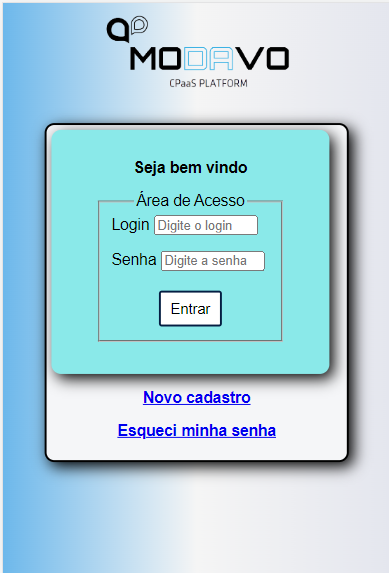 MODAVO
CPaaS PLATFORM
Seja bem vindo
Área de Acesso
Login Digite o login
Senha Digite a senha
Entrar
Novo cadastro
Esqueci minha senha